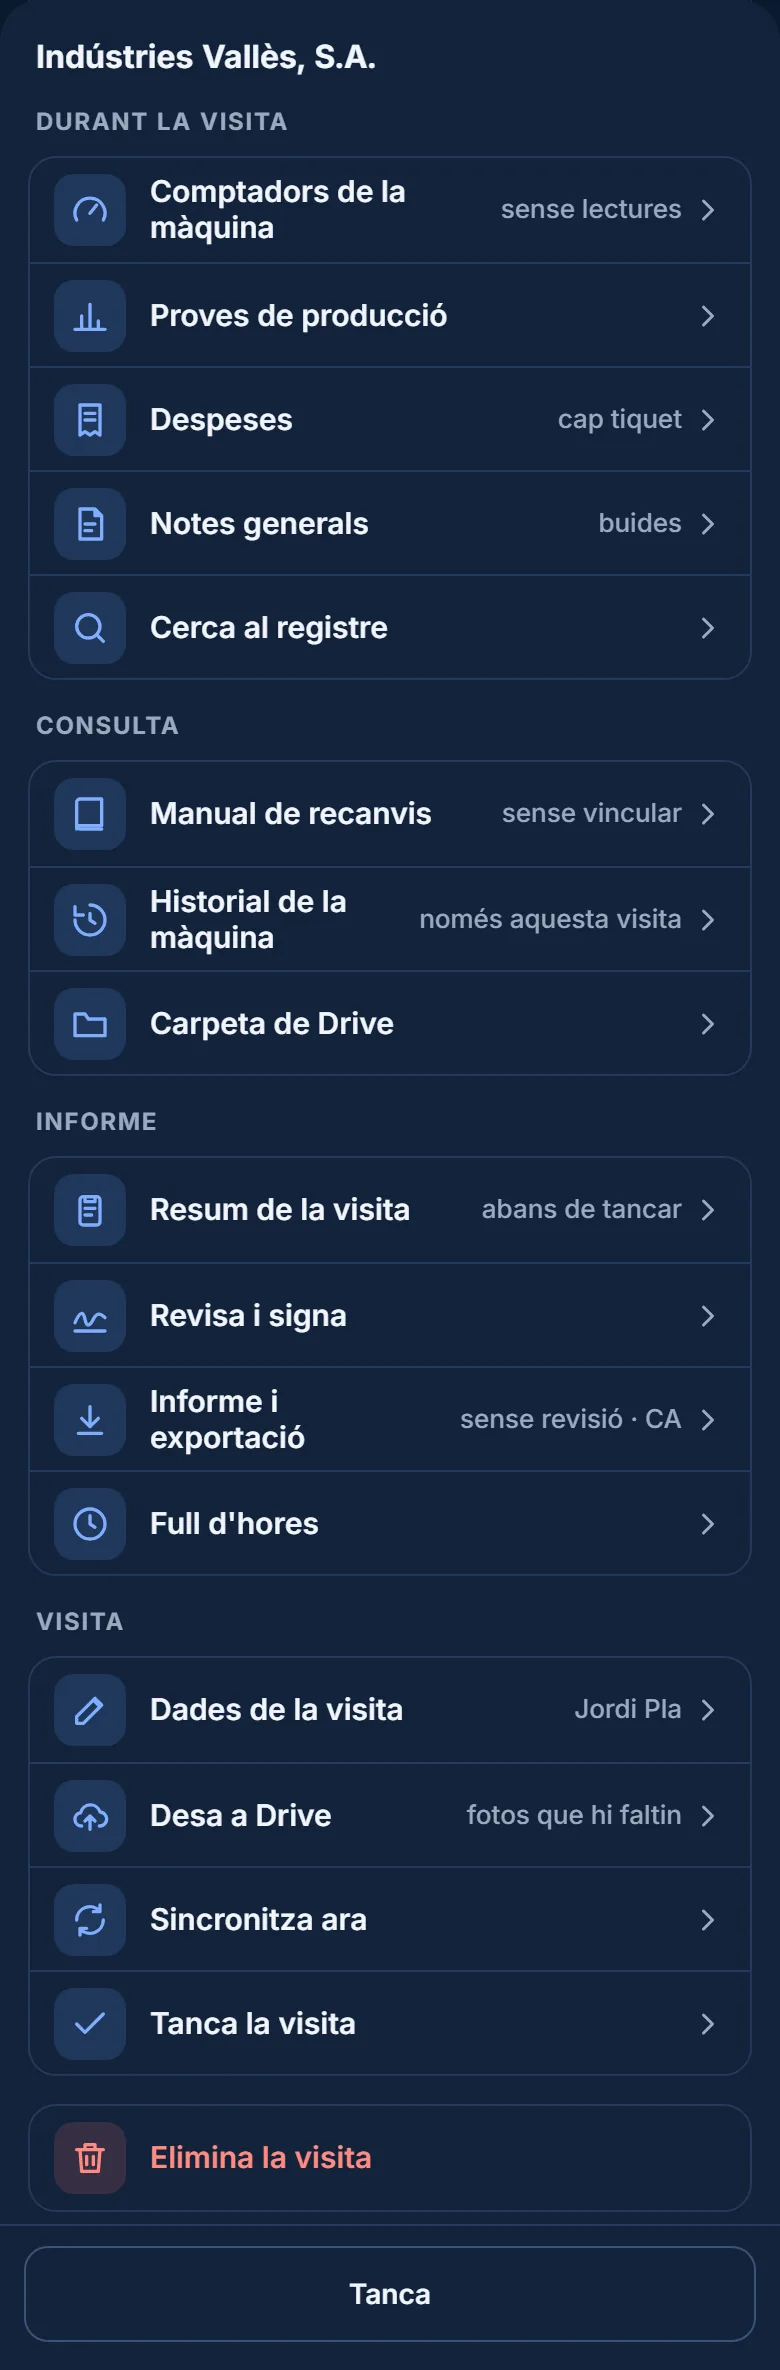 Indústries Vallès, S.A.
DURANT LA VISITA
Comptadors de la
màquina
sense lectures
Proves de producció
Despeses
cap tiquet
Notes generals
buides
Cerca al registre
CONSULTA
Manual de recanvis
sense vincular
Historial de la
màquina
només aquesta visita
Carpeta de Drive
INFORME
Resum de la visita
abans de tancar
Revisa i signa
Informe i
exportació
sense revisió · CA
Full d'hores
VISITA
Dades de la visita
Jordi Pla
Desa a Drive
fotos que hi faltin
Sincronitza ara
Tanca la visita
Elimina la visita
Tanca